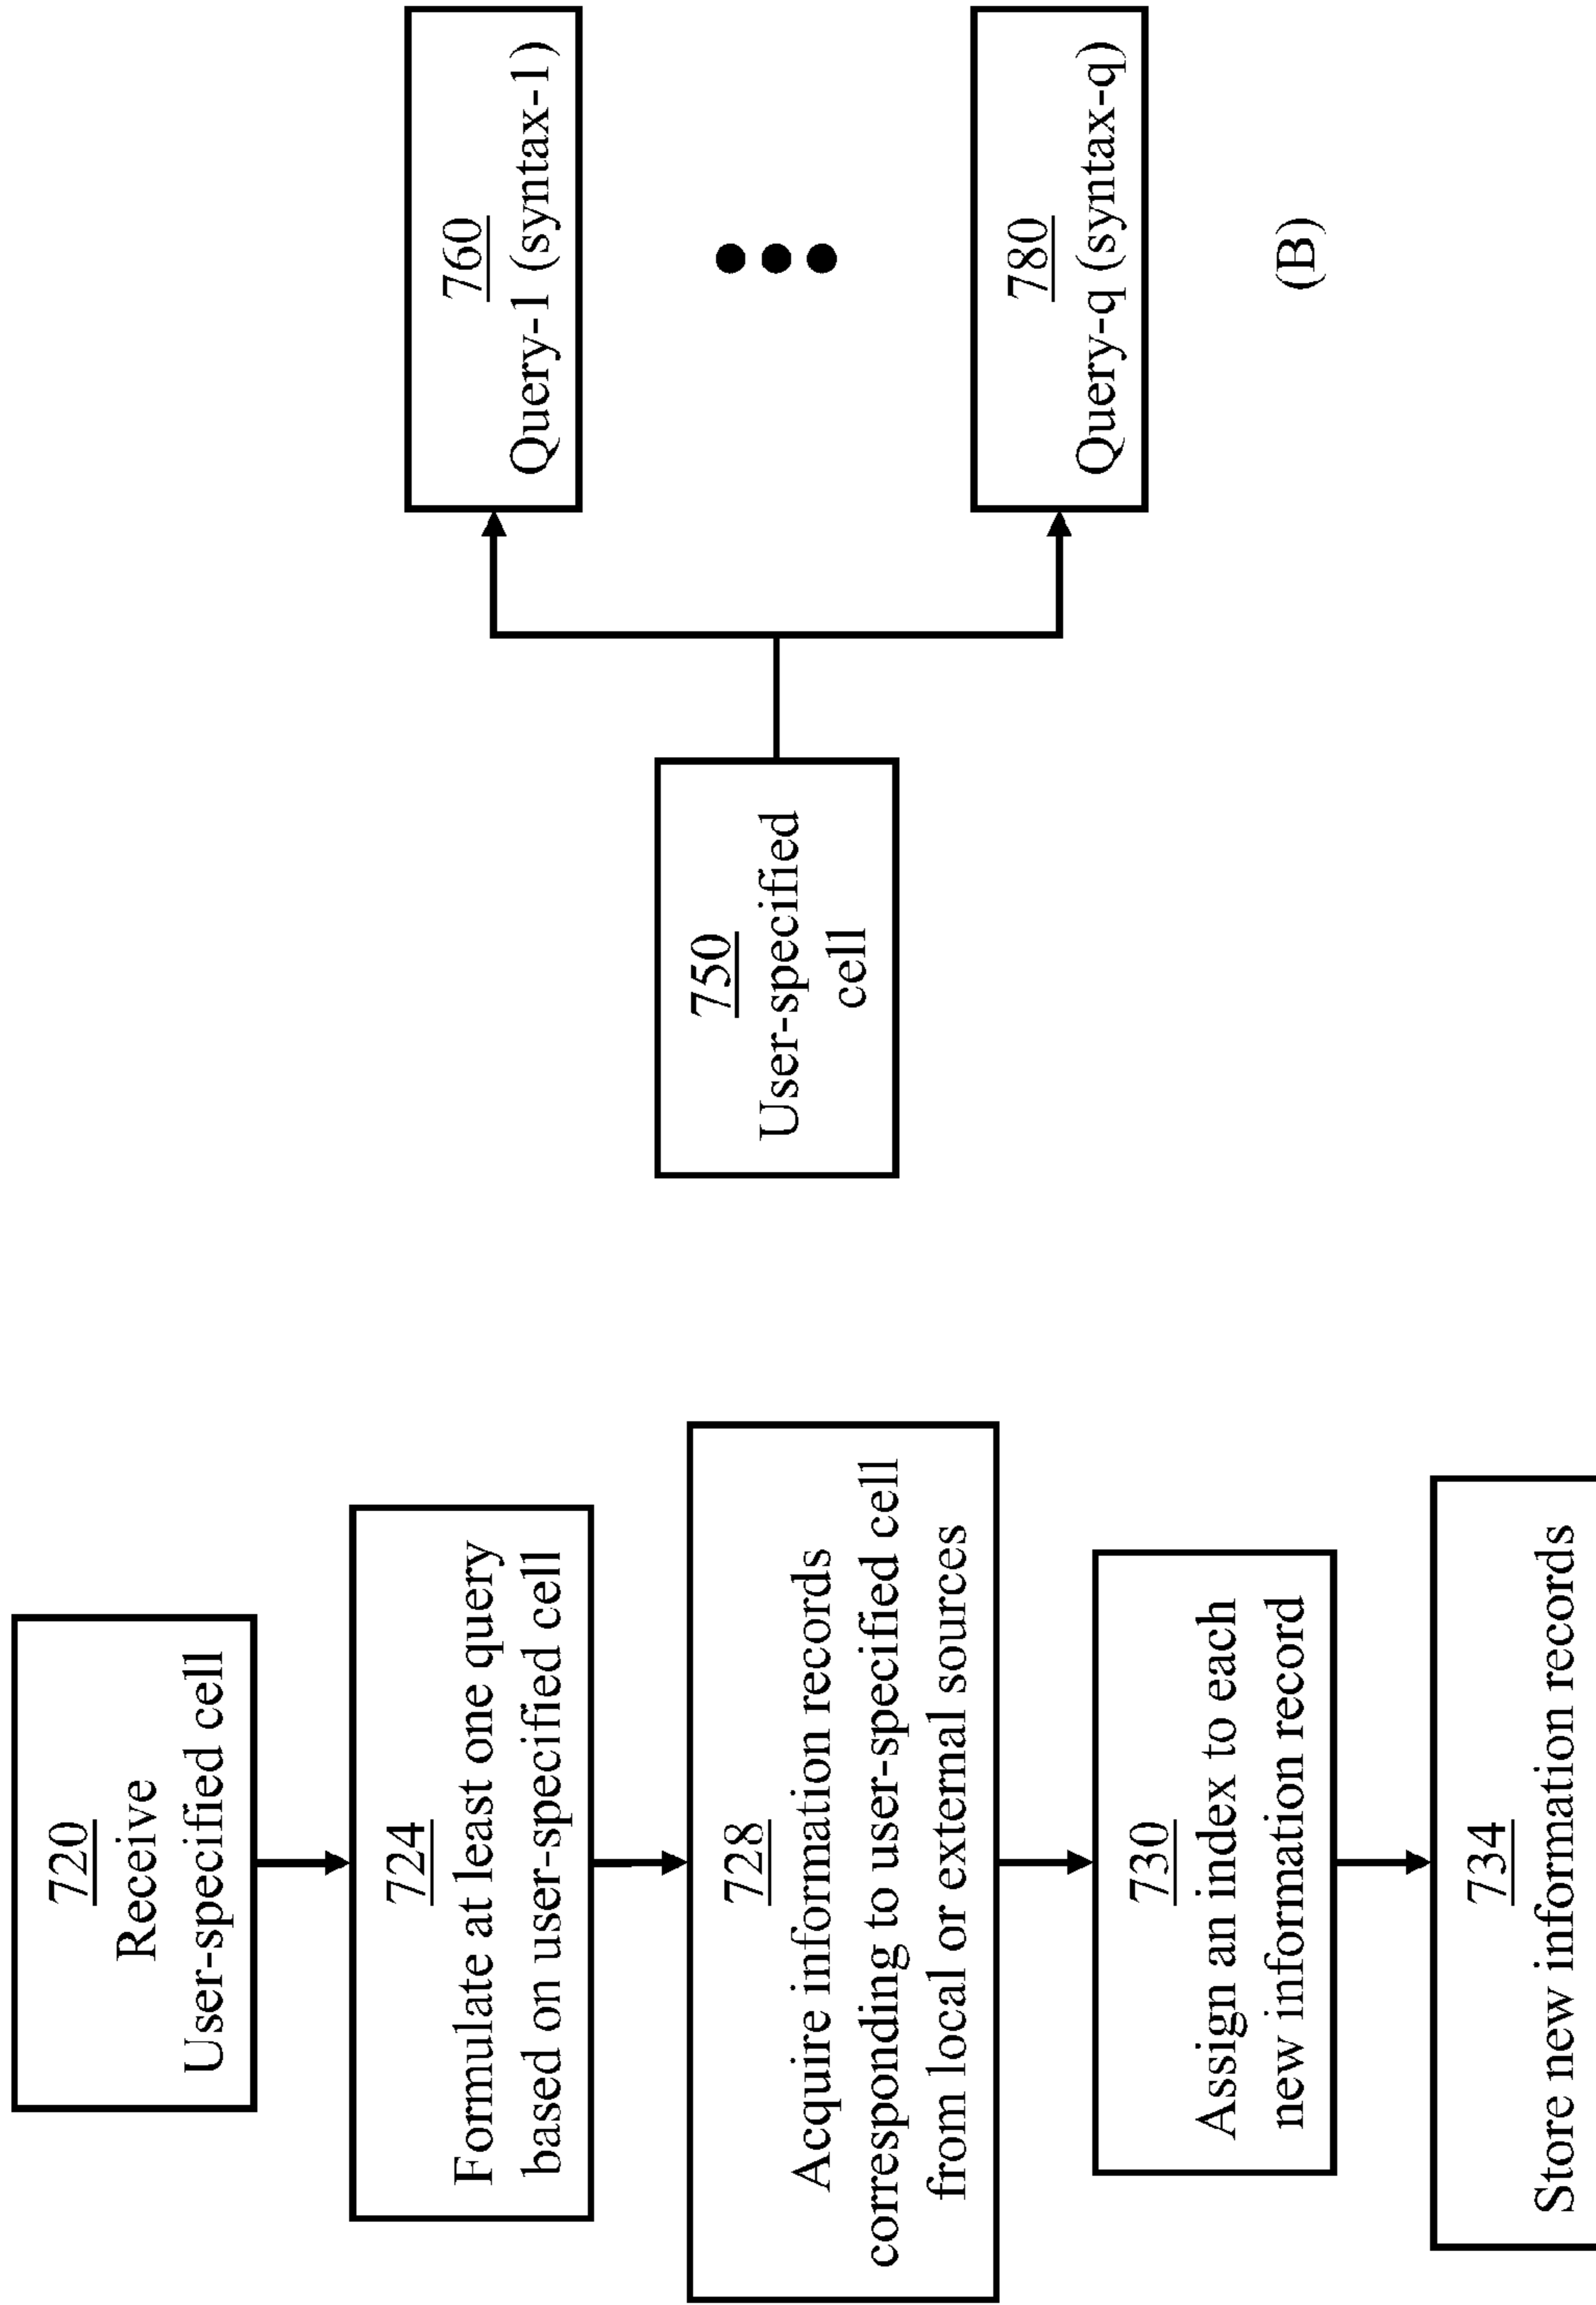 720
Receive
User-specified cell
724
Formulate at least one query
based on user-specified cell
728
Acquire information records
corresponding to user-specified cell
from local or external sources
730
Assign an index to each
new information record
734
Store new information records
750
User-specified
cell
760
Query-1 (syntax-1)
780
Query-q (syntax-q)
(B)